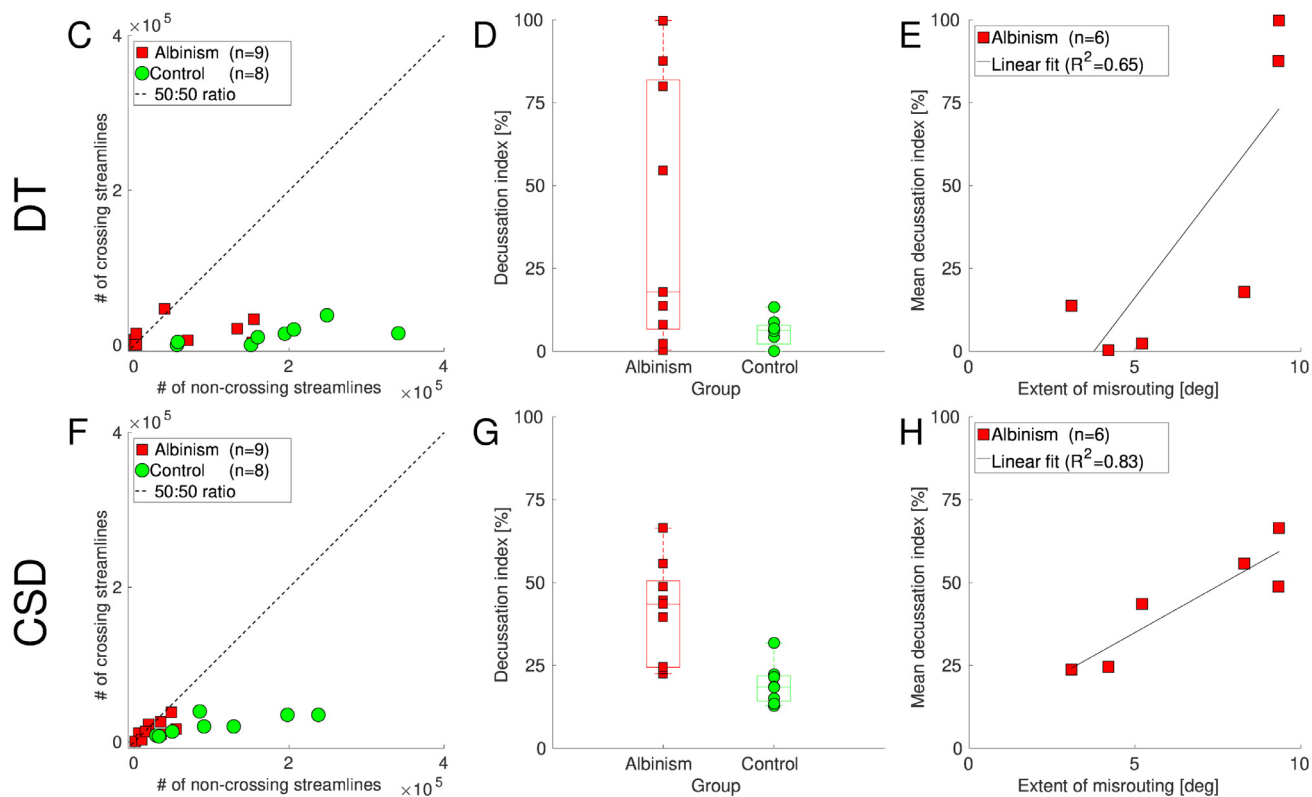 DT
C
×10^5
4
2
0
# of crossing streamlines
Albinism (n=9)
Control (n=8)
50:50 ratio
0 2 4
# of non-crossing streamlines
×10^5
D
100
75
50
25
0
Decussation index [%]
Albinism Control
Group
E
100
75
50
25
0
Mean decussation index [%]
Albinism (n=6)
Linear fit (R^2=0.65)
0 5 10
Extent of misrouting [deg]
CSD
F
×10^5
4
2
0
# of crossing streamlines
Albinism (n=9)
Control (n=8)
50:50 ratio
0 2 4
# of non-crossing streamlines
×10^5
G
100
75
50
25
0
Decussation index [%]
Albinism Control
Group
H
100
75
50
25
0
Mean decussation index [%]
Albinism (n=6)
Linear fit (R^2=0.83)
0 5 10
Extent of misrouting [deg]